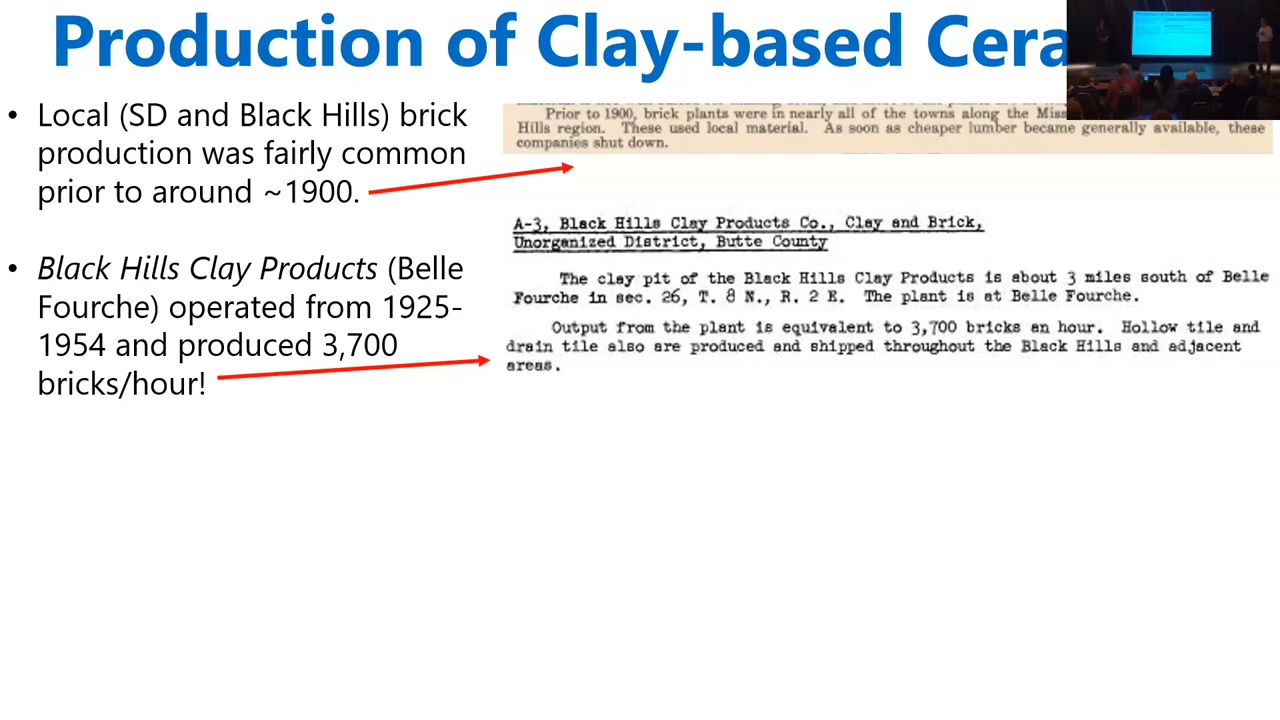 Production of Clay-based Cera
• Local (SD and Black Hills) brick
production was fairly common
prior to around ~1900.
• Black Hills Clay Products (Belle
Fourche) operated from 1925-
1954 and produced 3,700
bricks/hour!
Prior to 1900, brick plants were in nearly all of the towns along the Miss
Hills region. These used local material. As soon as cheaper lumber became generally available, these
companies shut down.
A-3, Black Hills Clay Products Co., Clay and Brick,
Unorganized District, Butte County
The clay pit of the Black Hills Clay Products is about 3 miles south of Belle
Fourche in sec. 26, T. 8 N., R. 2 E. The plant is at Belle Fourche.
Output from the plant is equivalent to 3,700 bricks an hour. Hollow tile and
drain tile also are produced and shipped throughout the Black Hills and adjacent
areas.